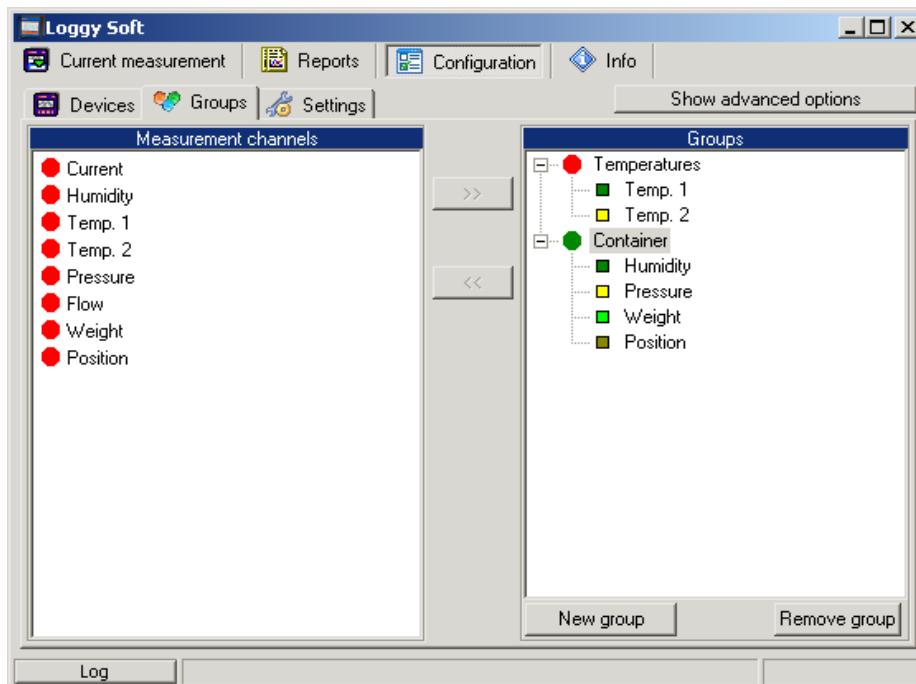 Loggy Soft
Current measurement Reports Configuration Info
Devices Groups Settings Show advanced options
Measurement channels
Current
Humidity
Temp. 1
Temp. 2
Pressure
Flow
Weight
Position
>>
<<
Groups
Temperatures
Temp. 1
Temp. 2
Container
Humidity
Pressure
Weight
Position
New group Remove group
Log